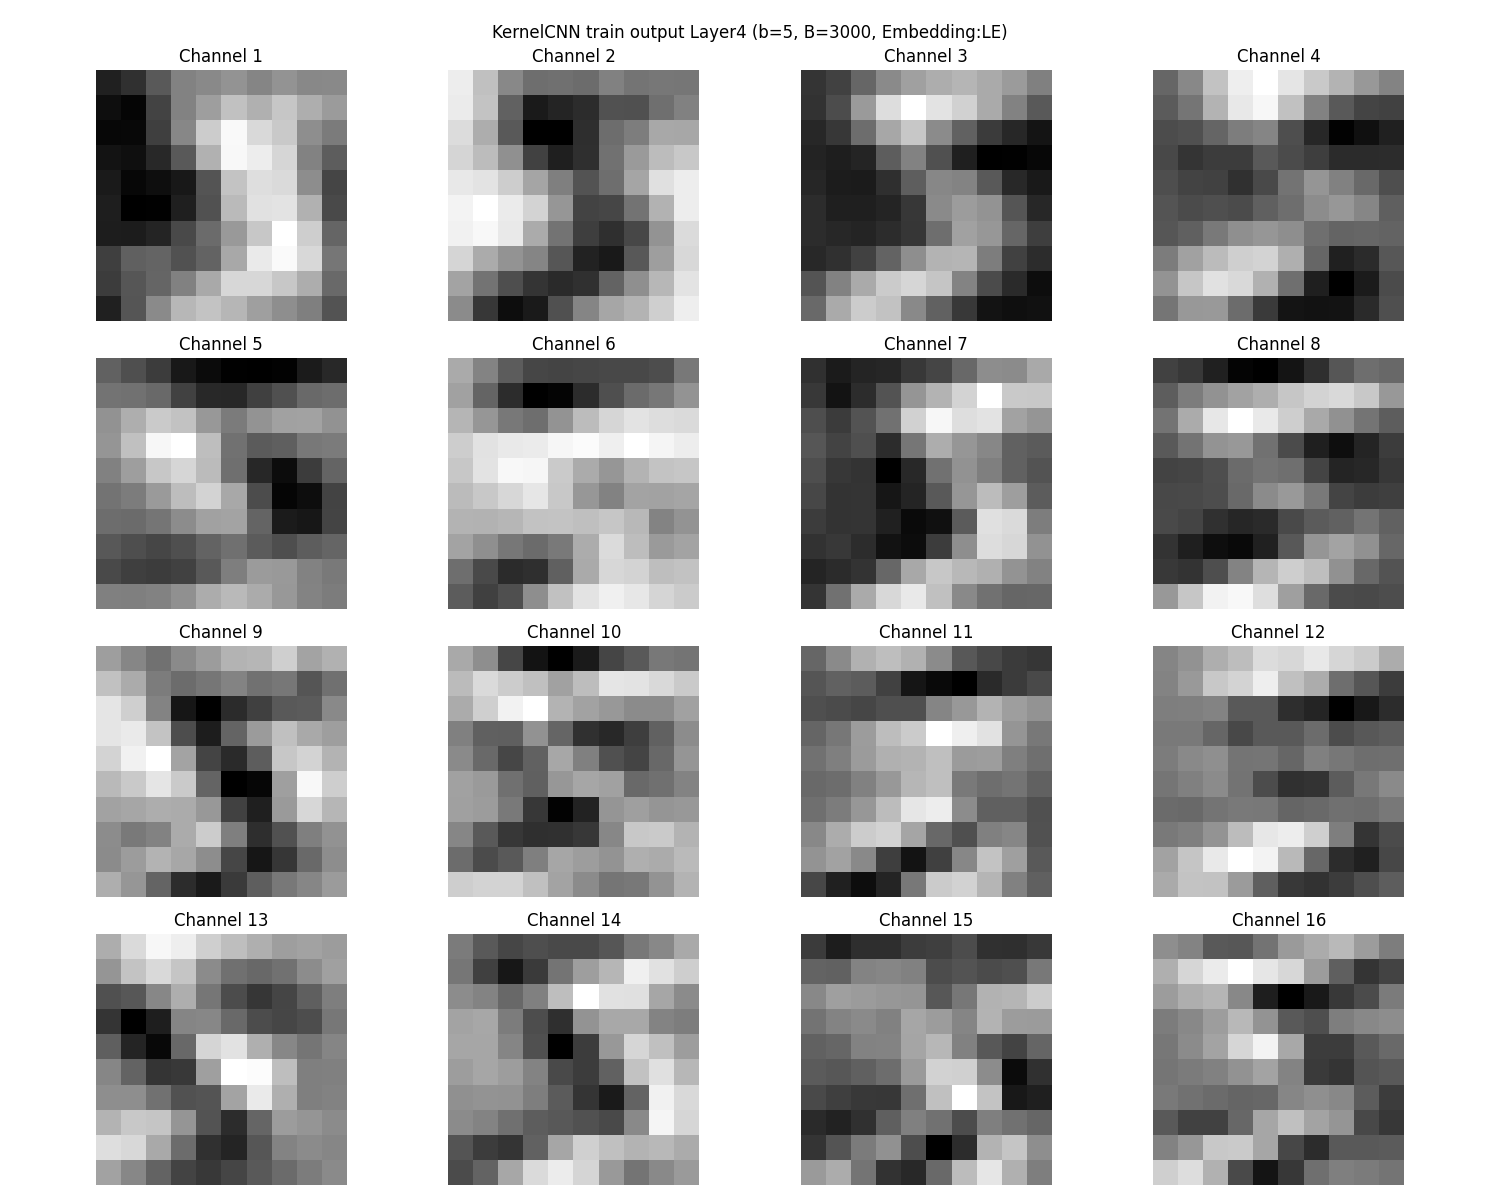 KernelCNN train output Layer4 (b=5, B=3000, Embedding:LE)
Channel 1 Channel 2 Channel 3 Channel 4
Channel 5 Channel 6 Channel 7 Channel 8
Channel 9 Channel 10 Channel 11 Channel 12
Channel 13 Channel 14 Channel 15 Channel 16